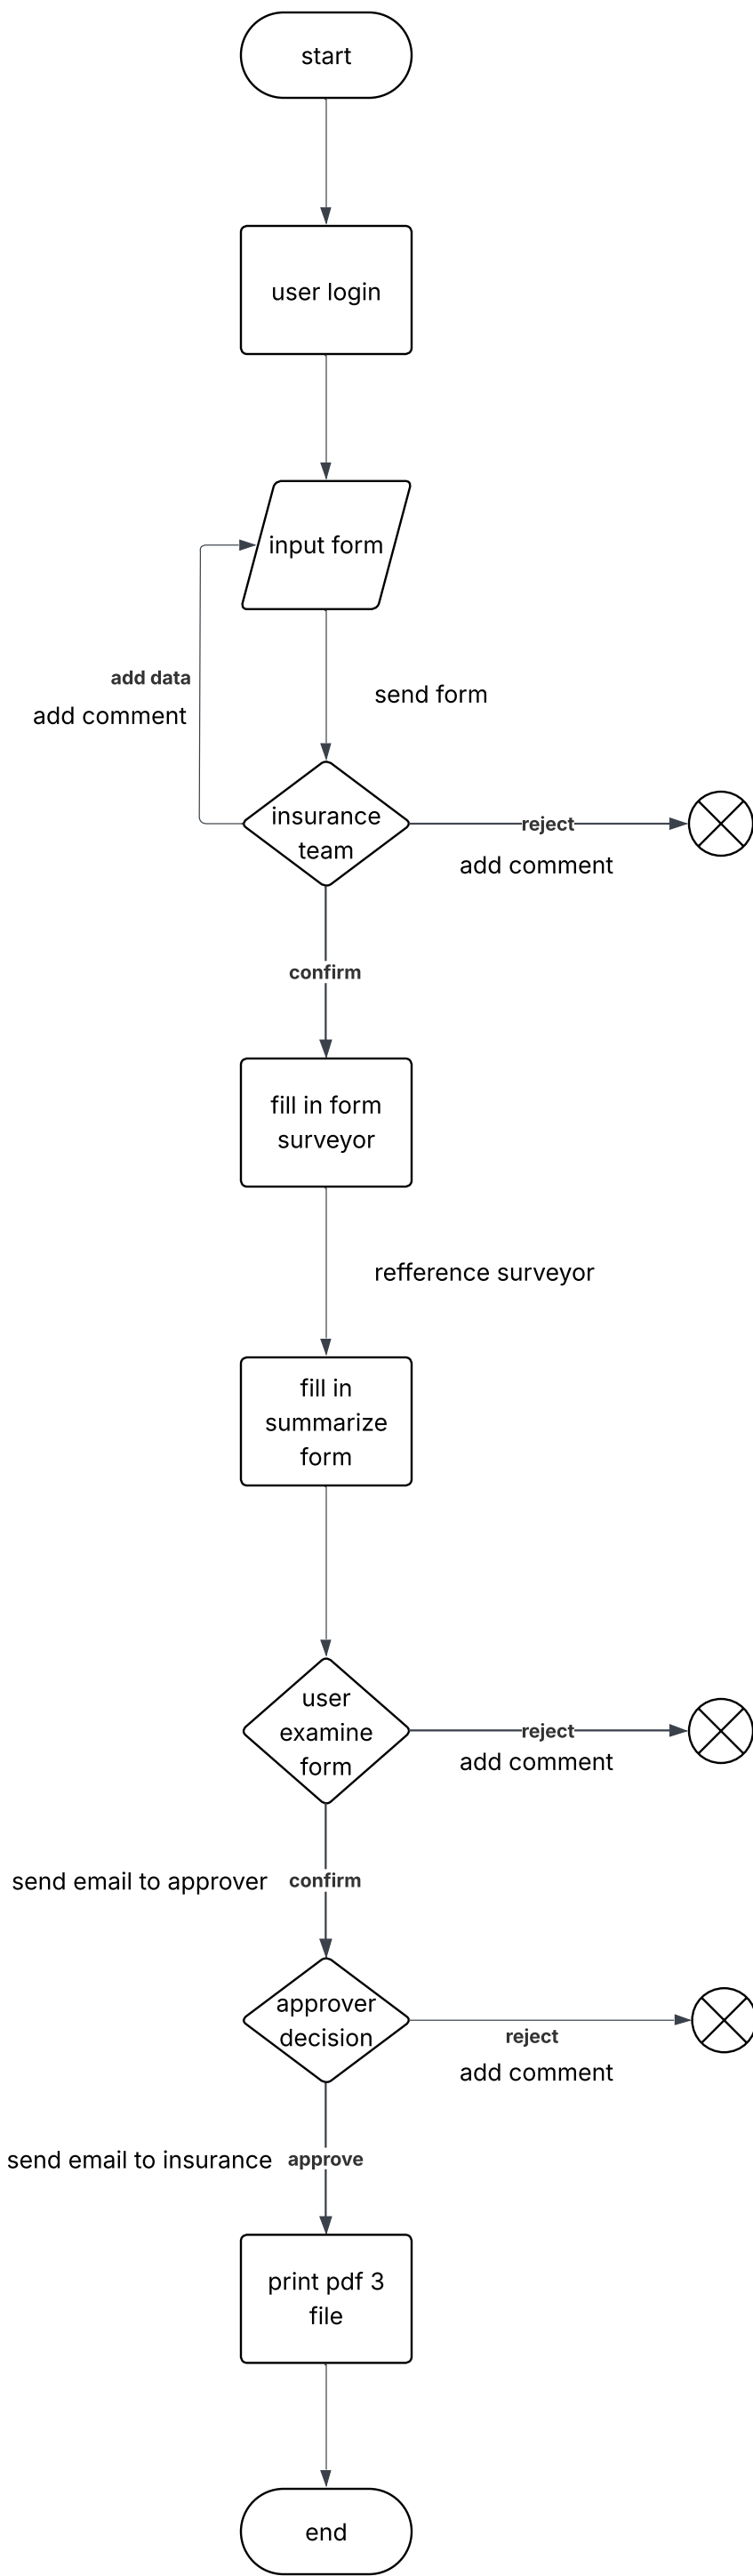 start
user login
input form
add data
add comment
send form
insurance
team
reject
add comment
confirm
fill in form
surveyor
refference surveyor
fill in
summarize
form
user
examine
form
reject
add comment
send email to approver
confirm
approver
decision
reject
add comment
send email to insurance
approve
print pdf 3
file
end